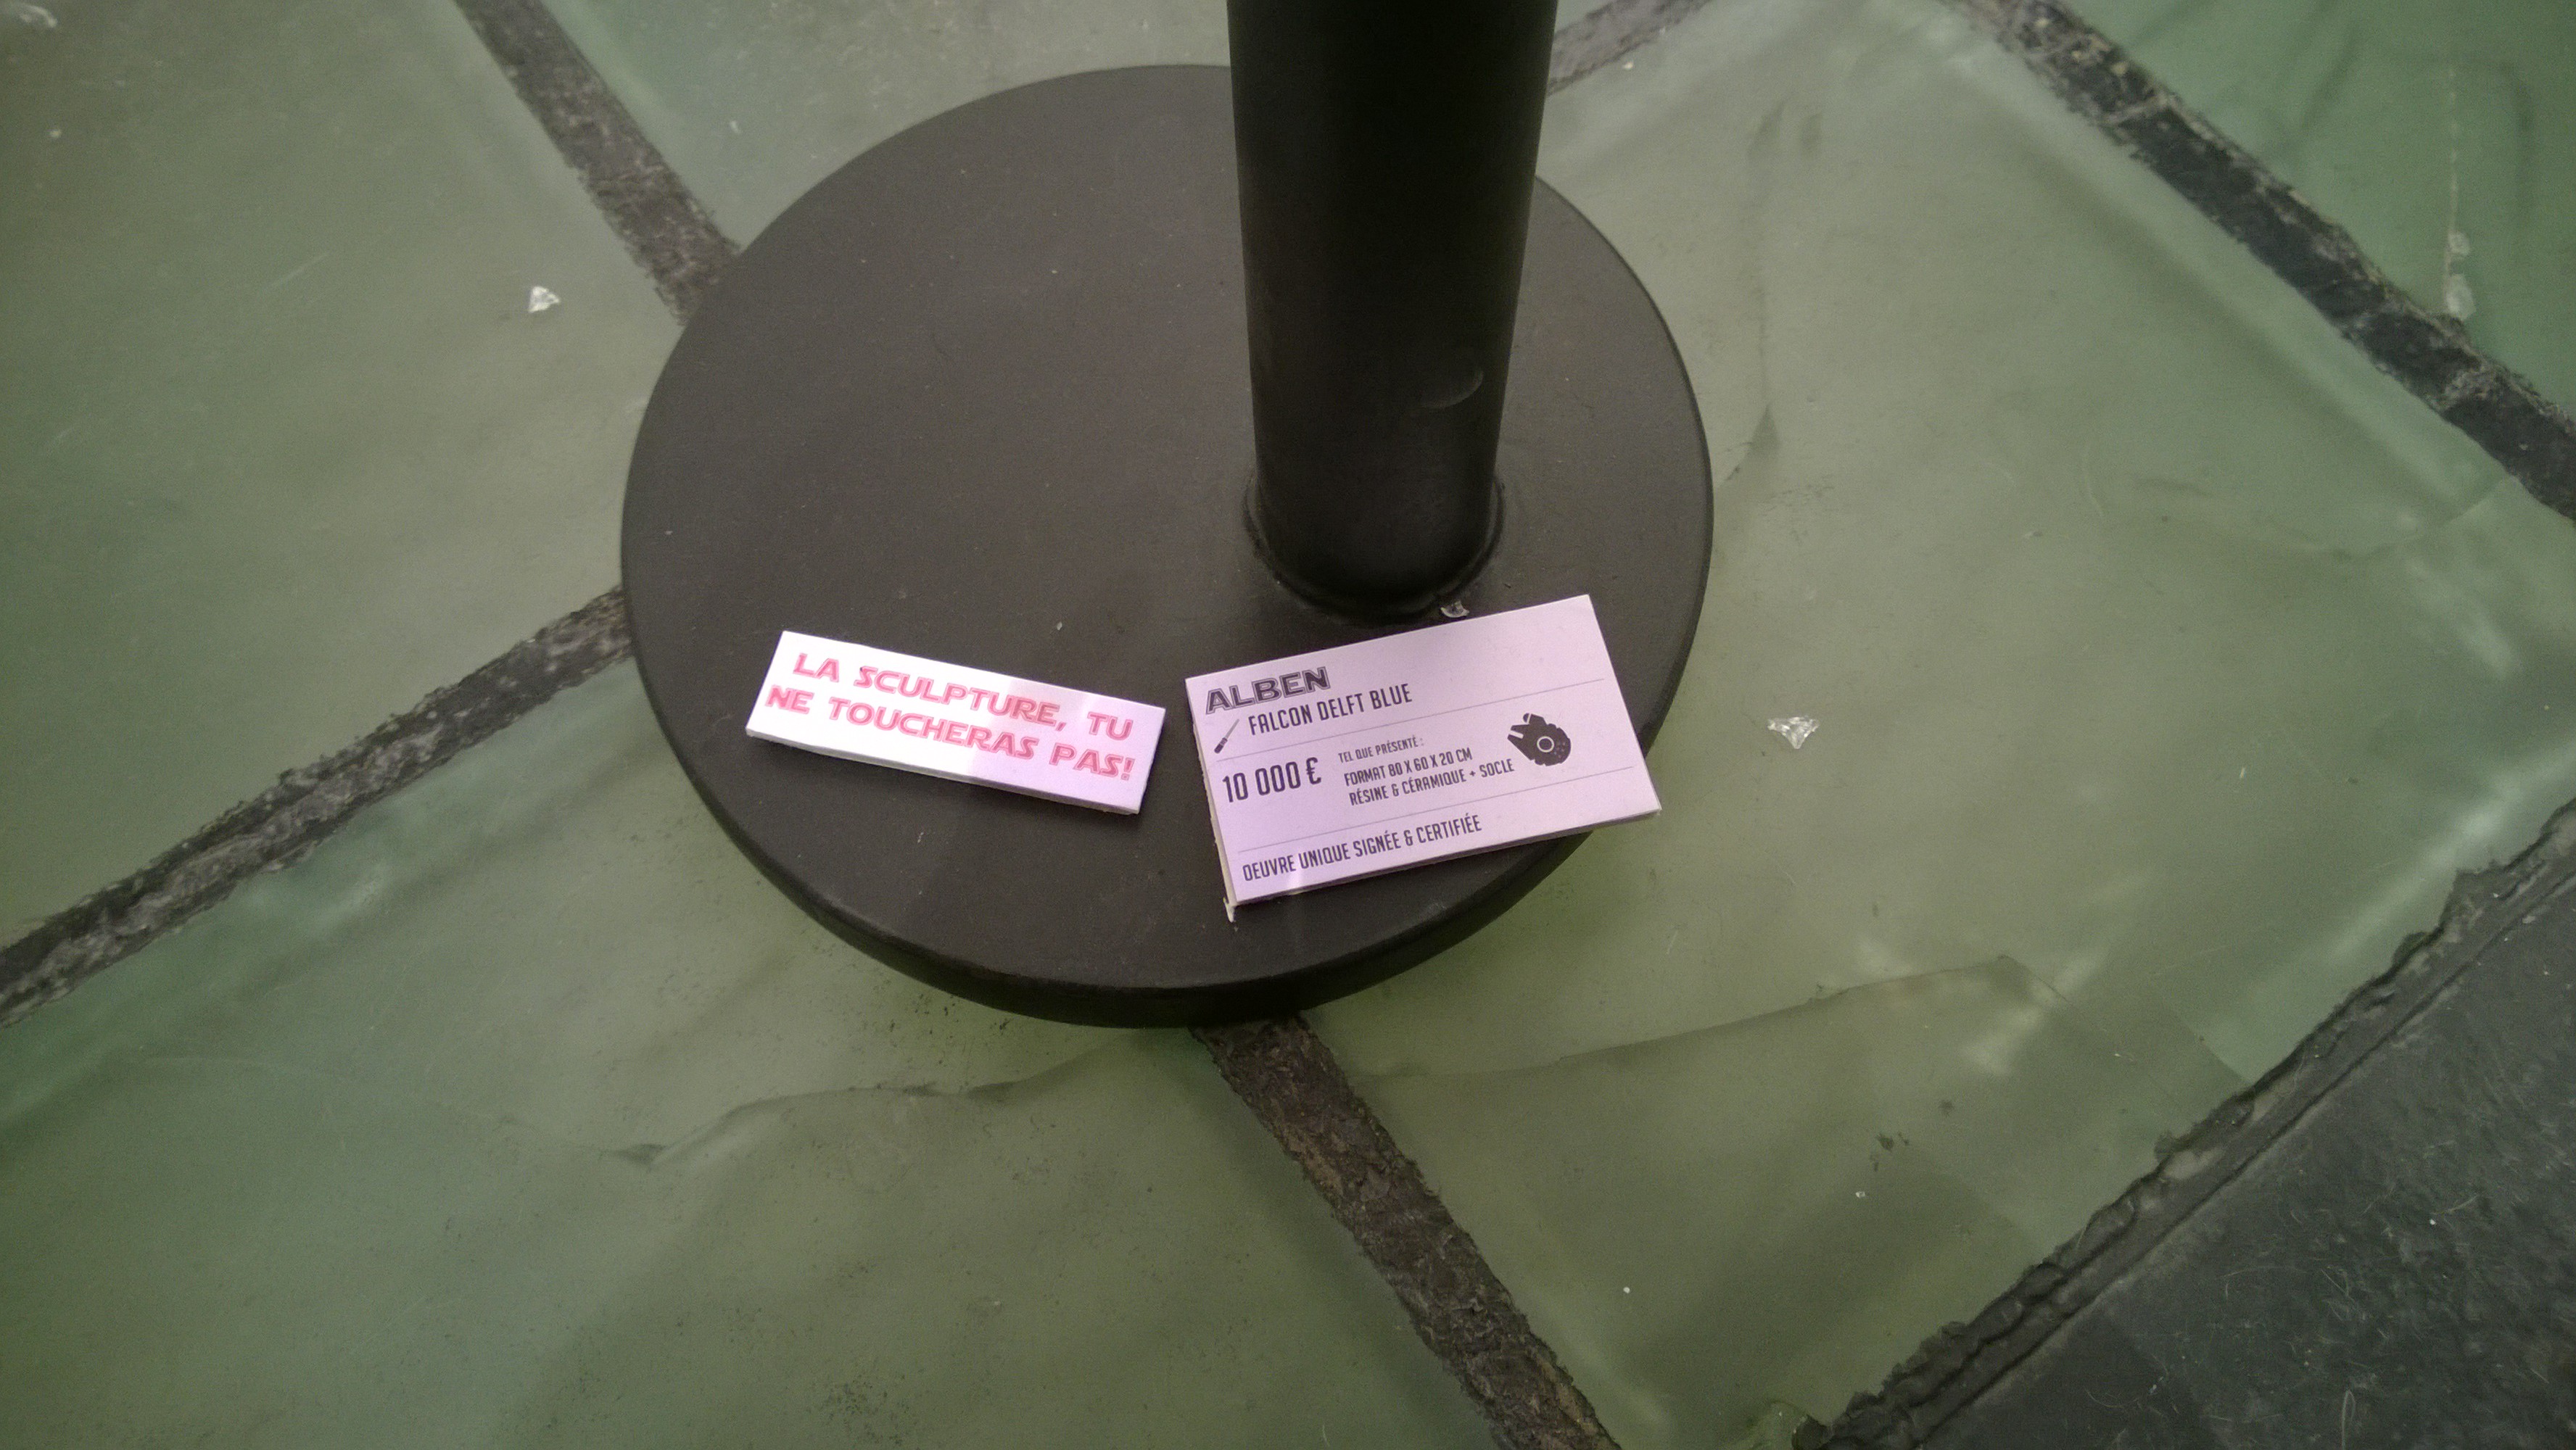 LA SCULPTURE, TU
NE TOUCHERAS PAS!
ALBEN
FALCON DELFT BLUE
10 000 €
TEL QUE PRÉSENTÉ :
FORMAT 80 X 60 X 20 CM
RÉSINE & CÉRAMIQUE + SOCLE
OEUVRE UNIQUE SIGNÉE & CERTIFIÉE